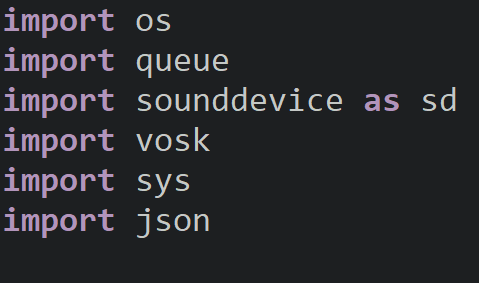 import os
import queue
import sounddevice as sd
import vosk
import sys
import json